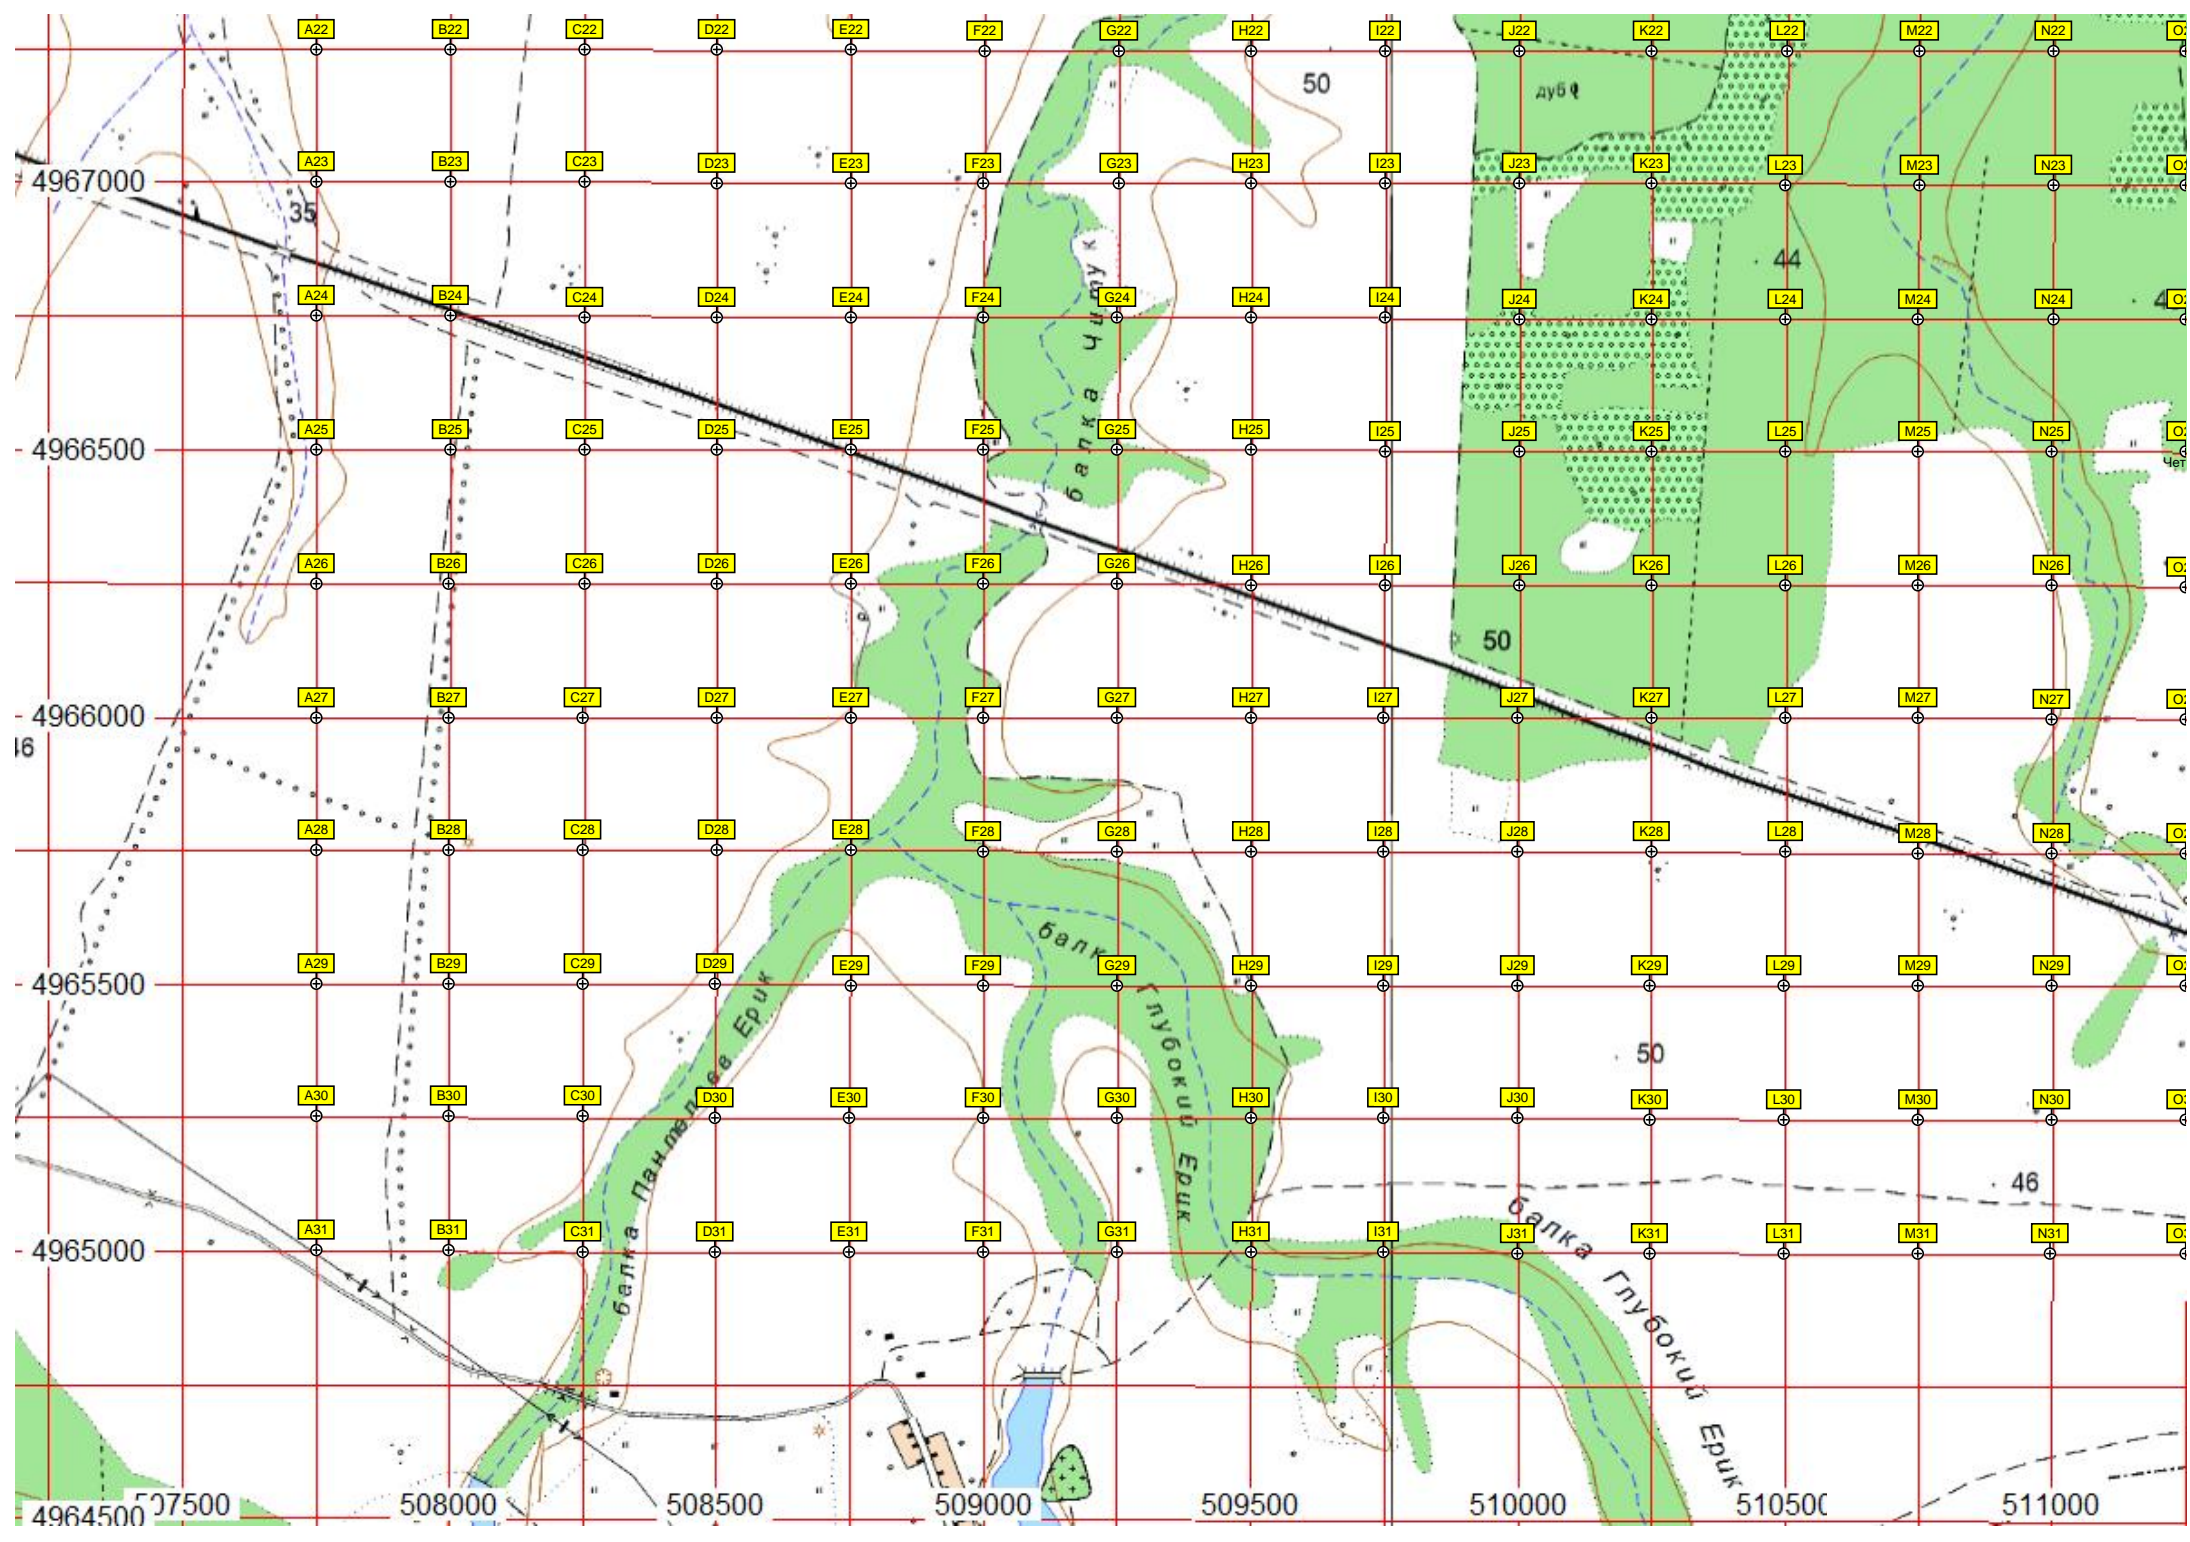 A22 B22 C22 D22 E22 F22 G22 H22 I22 J22 K22 L22 M22 N22
50
дуб
A23 B23 C23 D23 E23 F23 G23 H23 I23 J23 K23 L23 M23 N23
4967000
35
44
A24 B24 C24 D24 E24 F24 G24 H24 I24 J24 K24 L24 M24 N24
балка Читук
A25 B25 C25 D25 E25 F25 G25 H25 I25 J25 K25 L25 M25 N25
4966500
Чет
A26 B26 C26 D26 E26 F26 G26 H26 I26 J26 K26 L26 M26 N26
50
A27 B27 C27 D27 E27 F27 G27 H27 I27 J27 K27 L27 M27 N27
4966000
46
A28 B28 C28 D28 E28 F28 G28 H28 I28 J28 K28 L28 M28 N28
A29 B29 C29 D29 E29 F29 G29 H29 I29 J29 K29 L29 M29 N29
4965500
балк Глубокий Ерик
50
A30 B30 C30 D30 E30 F30 G30 H30 I30 J30 K30 L30 M30 N30
балка Пантелеев Ерик
46
A31 B31 C31 D31 E31 F31 G31 H31 I31 J31 K31 L31 M31 N31
4965000
балка Глубокий Ерик
4964500 507500 508000 508500 509000 509500 510000 510500 511000